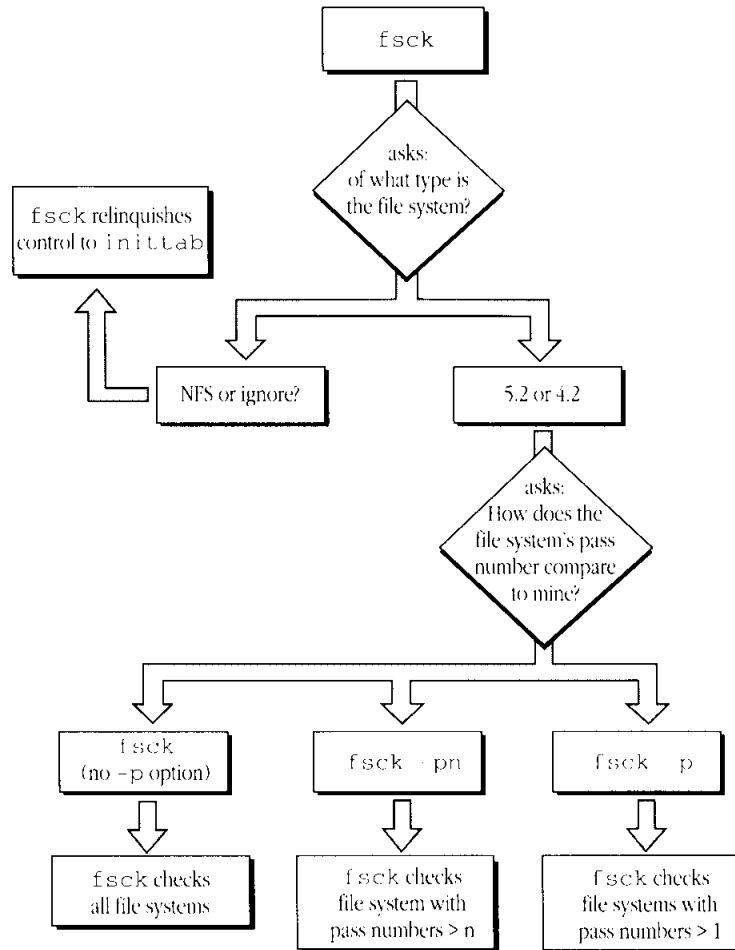 fsck
asks:
of what type is
the file system?
fsck relinquishes
control to inittab
NFS or ignore?
5.2 or 4.2
asks:
How does the
file system's pass
number compare
to mine?
fsck
(no -p option)
fsck -pn
fsck p
fsck checks
all file systems
fsck checks
file system with
pass numbers > n
fsck checks
file systems with
pass numbers > 1